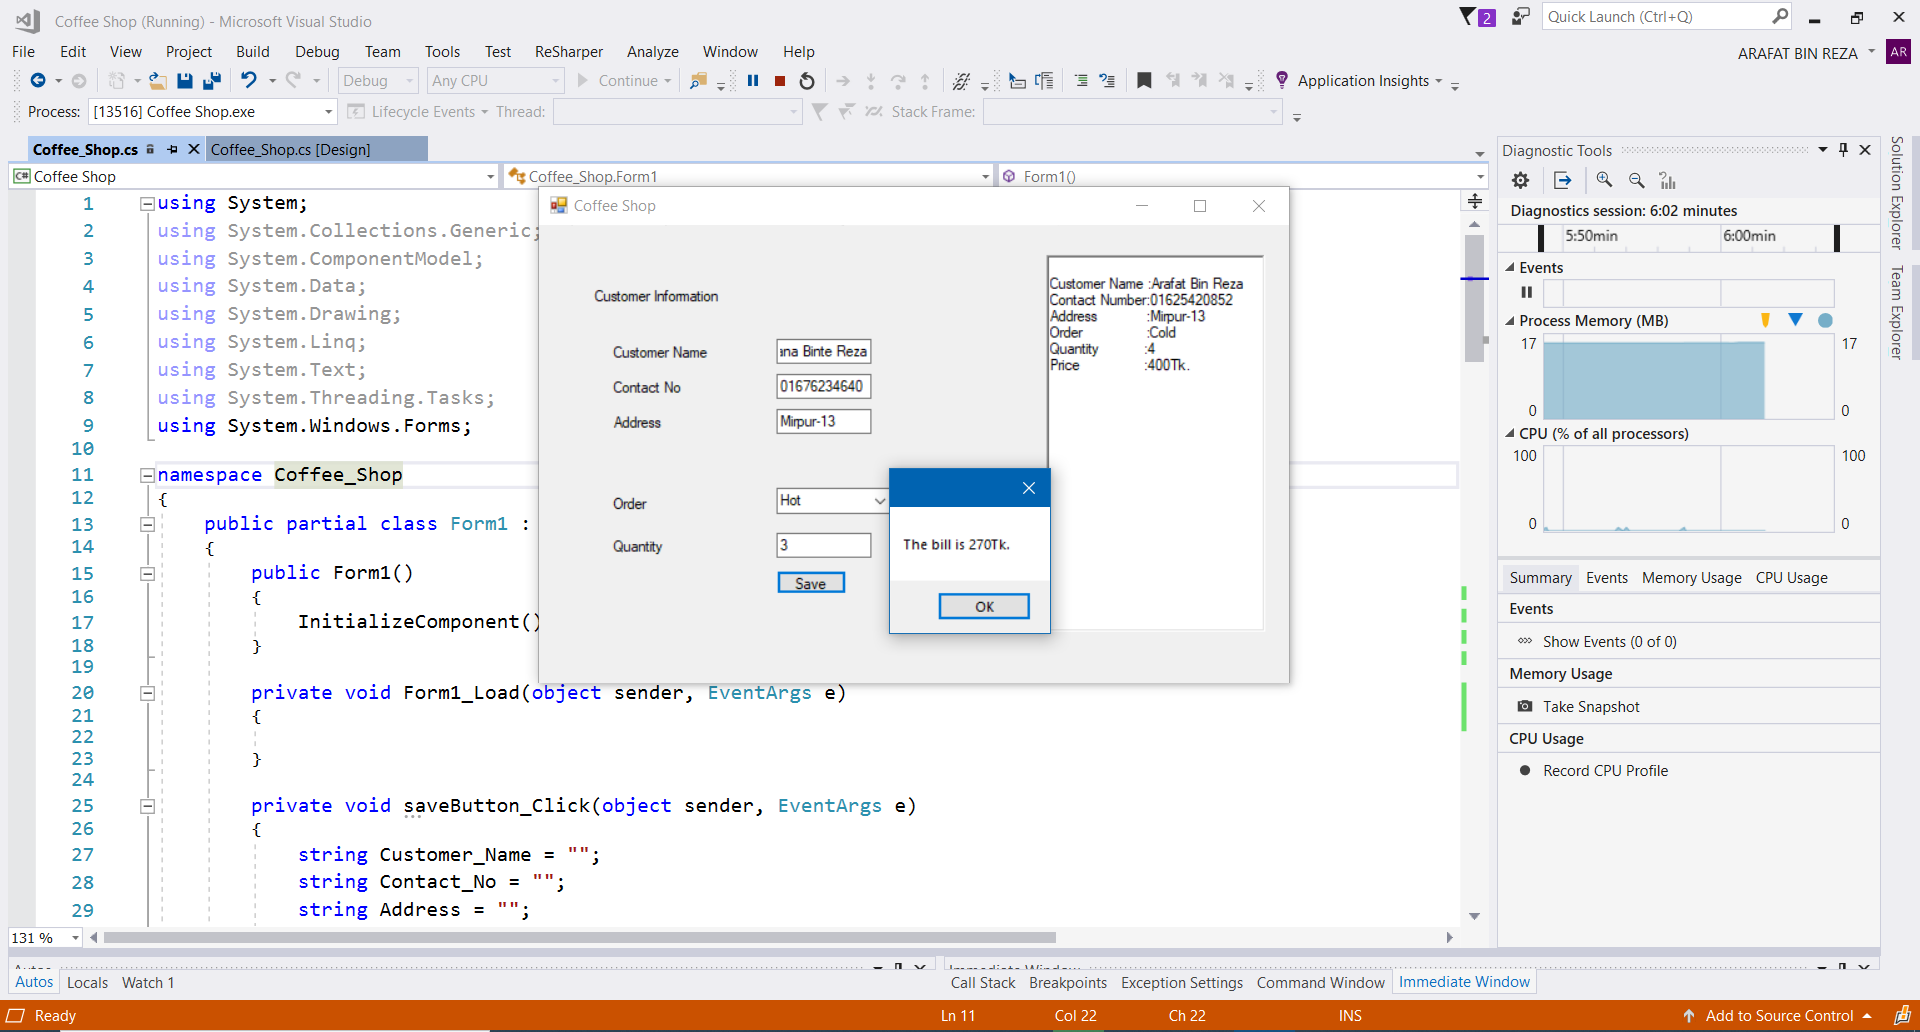 Coffee Shop (Running) - Microsoft Visual Studio
2
Quick Launch (Ctrl+Q)
File Edit View Project Build Debug Team Tools Test ReSharper Analyze Window Help
ARAFAT BIN REZA AR
Debug Any CPU Continue Application Insights
Process: [13516] Coffee Shop.exe Lifecycle Events Thread: Stack Frame:
Coffee_Shop.cs Coffee_Shop.cs [Design]
C# Coffee Shop Coffee_Shop.Form1 Form1()
1 using System;
2 using System.Collections.Generic;
3 using System.ComponentModel;
4 using System.Data;
5 using System.Drawing;
6 using System.Linq;
7 using System.Text;
8 using System.Threading.Tasks;
9 using System.Windows.Forms;
10
11 namespace Coffee_Shop
12 {
13 public partial class Form1 :
14 {
15 public Form1()
16 {
17 InitializeComponent()
18 }
19
20 private void Form1_Load(object sender, EventArgs e)
21 {
22
23 }
24
25 private void saveButton_Click(object sender, EventArgs e)
26 {
27 string Customer_Name = "";
28 string Contact_No = "";
29 string Address = "";
131 %
Coffee Shop
Customer Information
Customer Name ana Binte Reza
Contact No 01676234640
Address Mirpur-13
Order Hot
Quantity 3
Save
Customer Name :Arafat Bin Reza
Contact Number:01625420852
Address :Mirpur-13
Order :Cold
Quantity :4
Price :400Tk.
The bill is 270Tk.
OK
Diagnostic Tools
Diagnostics session: 6:02 minutes
5:50min 6:00min
Events
Process Memory (MB)
17 17
0 0
CPU (% of all processors)
100 100
0 0
Summary Events Memory Usage CPU Usage
Events
Show Events (0 of 0)
Memory Usage
Take Snapshot
CPU Usage
Record CPU Profile
Solution Explorer
Team Explorer
Autos
Immediate Window
Autos Locals Watch 1
Call Stack Breakpoints Exception Settings Command Window Immediate Window
Ready Ln 11 Col 22 Ch 22 INS Add to Source Control